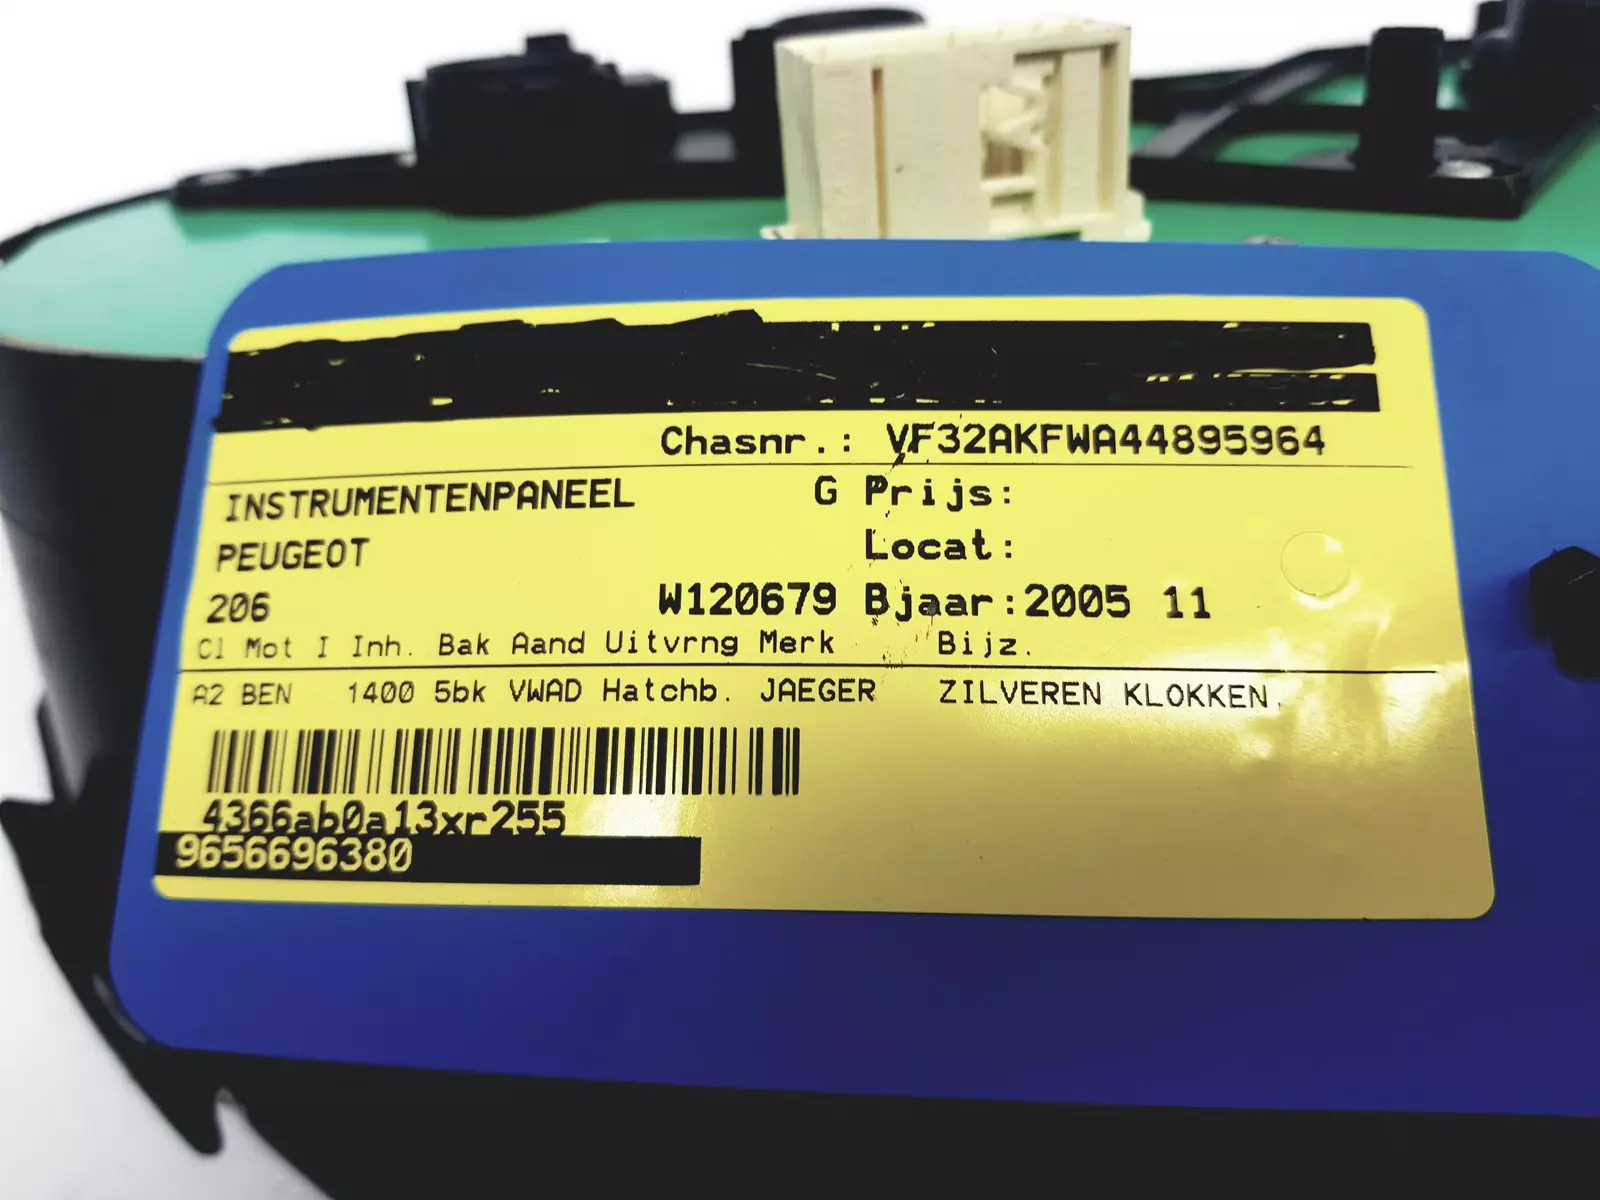 Chasnr.: VF32AKFWA44895964
INSTRUMENTENPANEEL G Prijs:
PEUGEOT Locat:
206 W120679 Bjaar:2005 11
Cl Mot I Inh. Bak Aand Uitvrng Merk Bijz.
A2 BEN 1400 5bk VWAD Hatchb. JAEGER ZILVEREN KLOKKEN.
4366ab0a13xr255
9656696380